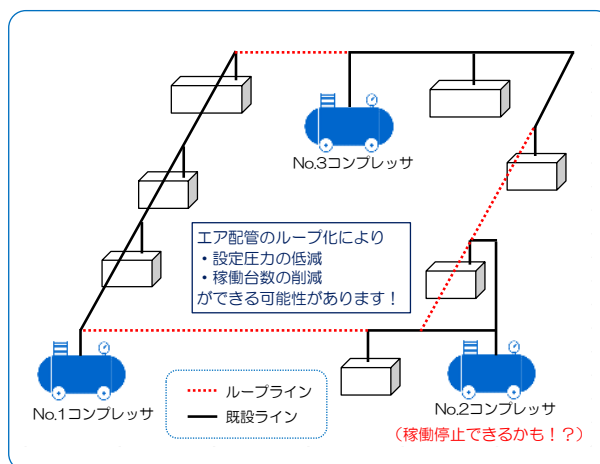 No.3コンプレッサ
エア配管のループ化により
・設定圧力の低減
・稼働台数の削減
ができる可能性があります！
No.1コンプレッサ
ループライン
既設ライン
No.2コンプレッサ
（稼働停止できるかも！？）